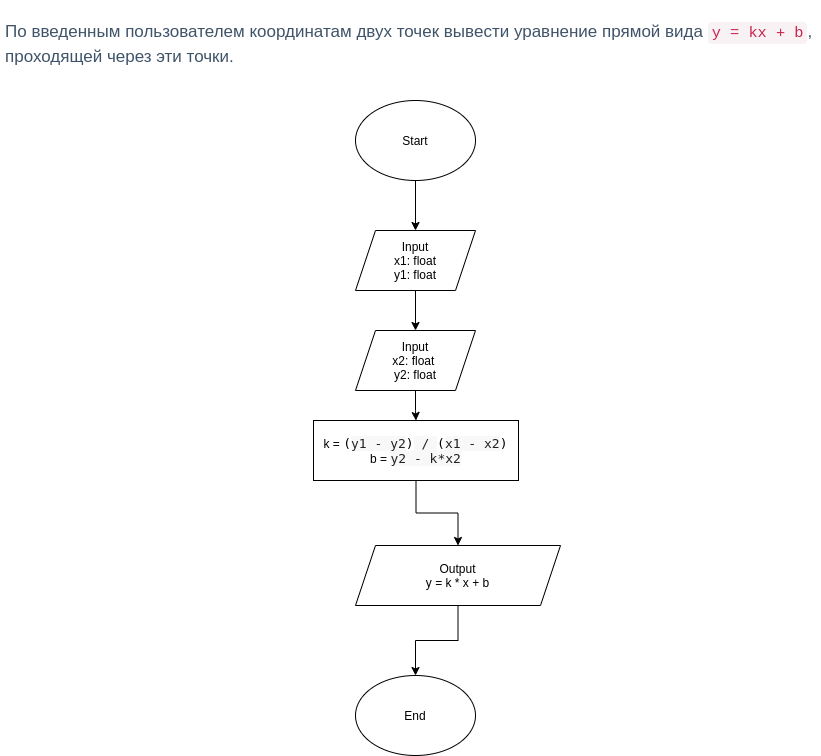 По введенным пользователем координатам двух точек вывести уравнение прямой вида y = kx + b,
проходящей через эти точки.
Start
Input
x1: float
y1: float
Input
x2: float
y2: float
k = (y1 - y2) / (x1 - x2)
b = y2 - k*x2
Output
y = k * x + b
End